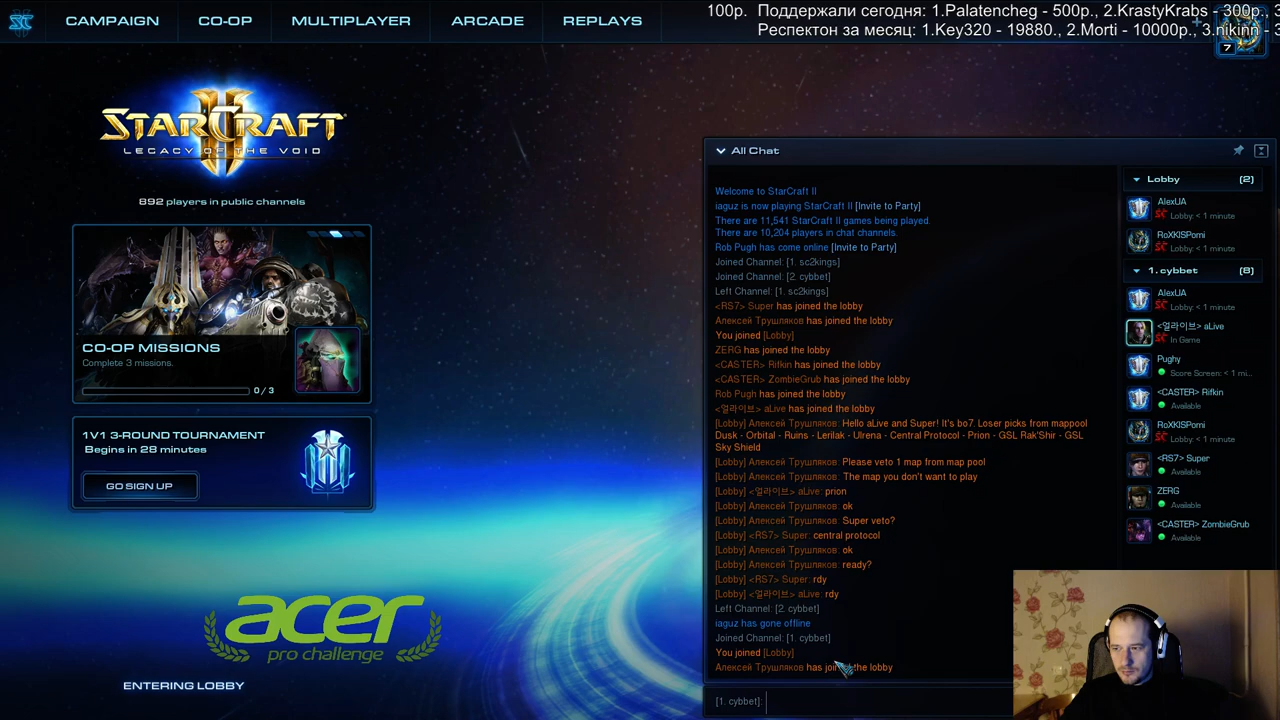 CAMPAIGN
CO-OP
MULTIPLAYER
ARCADE
REPLAYS
100р.
Поддержали сегодня: 1.Palatencheg - 500р., 2.KrastyKrabs - 300р.,
Респектон за месяц: 1.Key320 - 19880., 2.Morti - 10000р., 3.nikinn -
7
STARCRAFT
II
LEGACY OF THE VOID
892 players in public channels
CO-OP MISSIONS
Complete 3 missions.
0 / 3
1V1 3-ROUND TOURNAMENT
Begins in 28 minutes
GO SIGN UP
acer
pro challenge
ENTERING LOBBY
All Chat
Welcome to StarCraft II
iaguz is now playing StarCraft II [Invite to Party]
There are 11,541 StarCraft II games being played.
There are 10,204 players in chat channels.
Rob Pugh has come online [Invite to Party]
Joined Channel: [1. sc2kings]
Joined Channel: [2. cybbet]
Left Channel: [1. sc2kings]
<RS7> Super has joined the lobby
Алексей Трушляков has joined the lobby
You joined [Lobby]
ZERG has joined the lobby
<CASTER> Rifkin has joined the lobby
<CASTER> ZombieGrub has joined the lobby
Rob Pugh has joined the lobby
<얼라이브> aLive has joined the lobby
[Lobby] Алексей Трушляков: Hello aLive and Super! It's bo7. Loser picks from mappool
Dusk - Orbital - Ruins - Lerilak - Ulrena - Central Protocol - Prion - GSL Rak'Shir - GSL
Sky Shield
[Lobby] Алексей Трушляков: Please veto 1 map from map pool
[Lobby] Алексей Трушляков: The map you don't want to play
[Lobby] <얼라이브> aLive: prion
[Lobby] Алексей Трушляков: ok
[Lobby] Алексей Трушляков: Super veto?
[Lobby] <RS7> Super: central protocol
[Lobby] Алексей Трушляков: ok
[Lobby] Алексей Трушляков: ready?
[Lobby] <RS7> Super: rdy
[Lobby] <얼라이브> aLive: rdy
Left Channel: [2. cybbet]
iaguz has gone offline
Joined Channel: [1. cybbet]
You joined [Lobby]
Алексей Трушляков has joined the lobby
[1. cybbet]:
Lobby (2)
AlexUA
Lobby: < 1 minute
RoXKISPomi
Lobby: < 1 minute
1. cybbet (8)
AlexUA
Lobby: < 1 minute
<얼라이브> aLive
In Game
Pughy
Score Screen: < 1 mi...
<CASTER> Rifkin
Available
RoXKISPomi
Lobby: < 1 minute
<RS7> Super
Available
ZERG
Available
<CASTER> ZombieGrub
Available